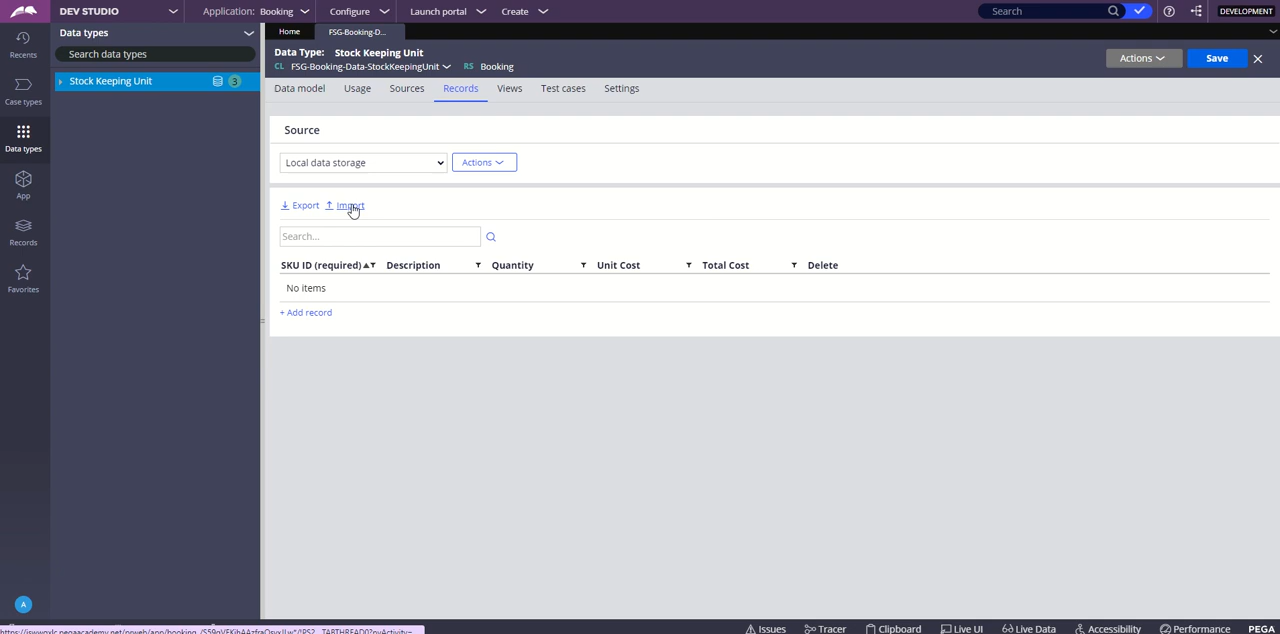 DEV STUDIO Application: Booking Configure Launch portal Create Search DEVELOPMENT
Recents
Case types
Data types
App
Records
Favorites
A
Data types
Search data types
Stock Keeping Unit 3
Home FSG-Booking-D...
Data Type: Stock Keeping Unit
CL FSG-Booking-Data-StockKeepingUnit RS Booking
Actions Save
Data model Usage Sources Records Views Test cases Settings
Source
Local data storage Actions
Export Import
Search...
SKU ID (required) Description Quantity Unit Cost Total Cost Delete
No items
+ Add record
Issues Tracer Clipboard Live UI Live Data Accessibility Performance PEGA